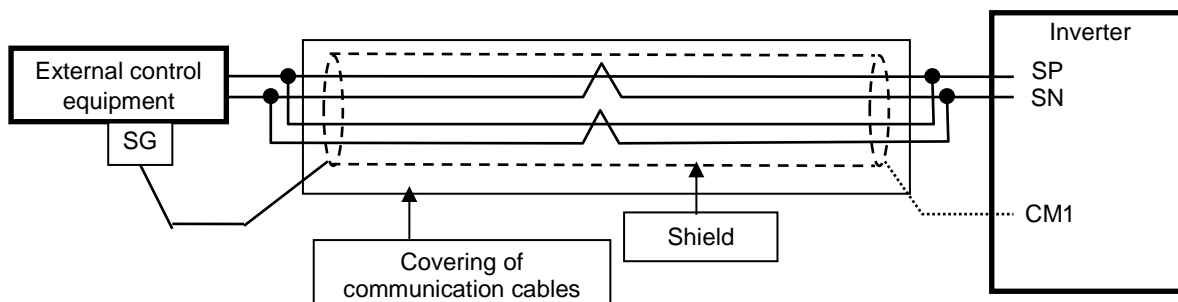 Inverter
External control
equipment
SP
SN
SG
CM1
Shield
Covering of
communication cables